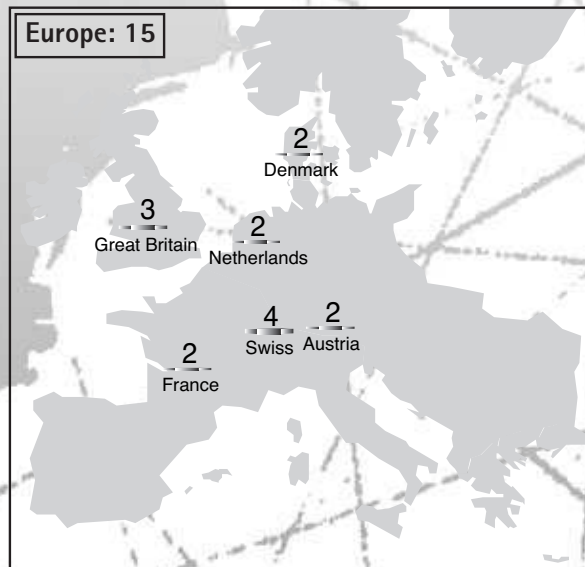 Europe: 15
2
Denmark
3
Great Britain
2
Netherlands
4
Swiss
2
Austria
2
France